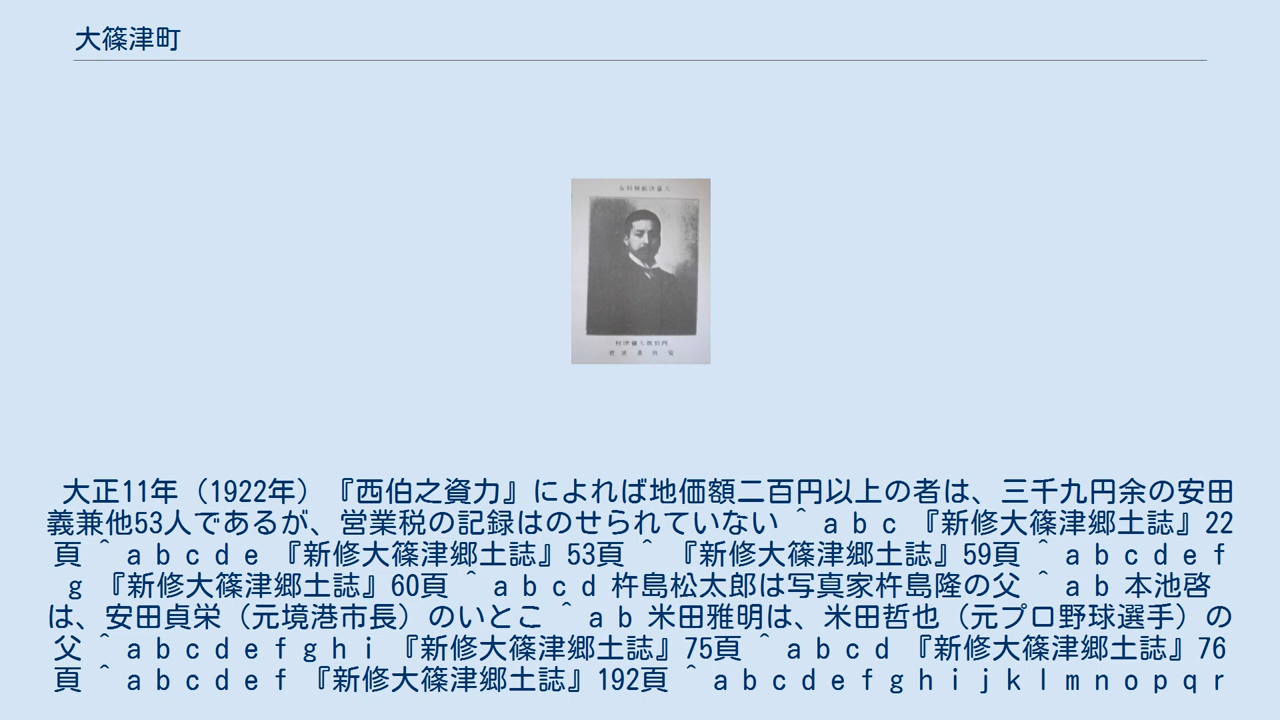 大篠津町
大正11年（1922年）『西伯之資力』によれば地価額二百円以上の者は、三千九円余の安田
義兼他53人であるが、営業税の記録はのせられていない ^ a b c 『新修大篠津郷土誌』22
頁 ^ a b c d e 『新修大篠津郷土誌』53頁 ^ 『新修大篠津郷土誌』59頁 ^ a b c d e f
g 『新修大篠津郷土誌』60頁 ^ a b c d 杵島松太郎は写真家杵島隆の父 ^ a b 本池啓
は、安田貞栄（元境港市長）のいとこ ^ a b 米田雅明は、米田哲也（元プロ野球選手）の
父 ^ a b c d e f g h i 『新修大篠津郷土誌』75頁 ^ a b c d 『新修大篠津郷土誌』76
頁 ^ a b c d e f 『新修大篠津郷土誌』192頁 ^ a b c d e f g h i j k l m n o p q r